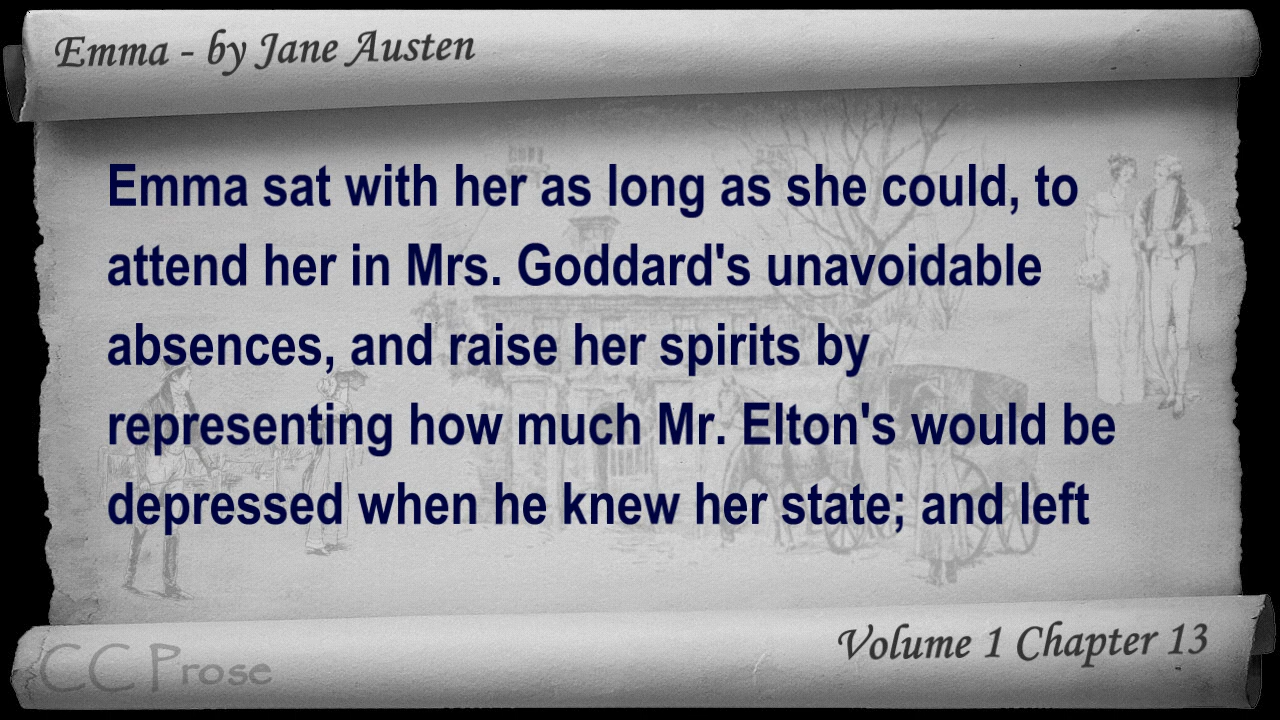 Emma - by Jane Austen
Emma sat with her as long as she could, to
attend her in Mrs. Goddard's unavoidable
absences, and raise her spirits by
representing how much Mr. Elton's would be
depressed when he knew her state; and left
Volume 1 Chapter 13
CC Prose